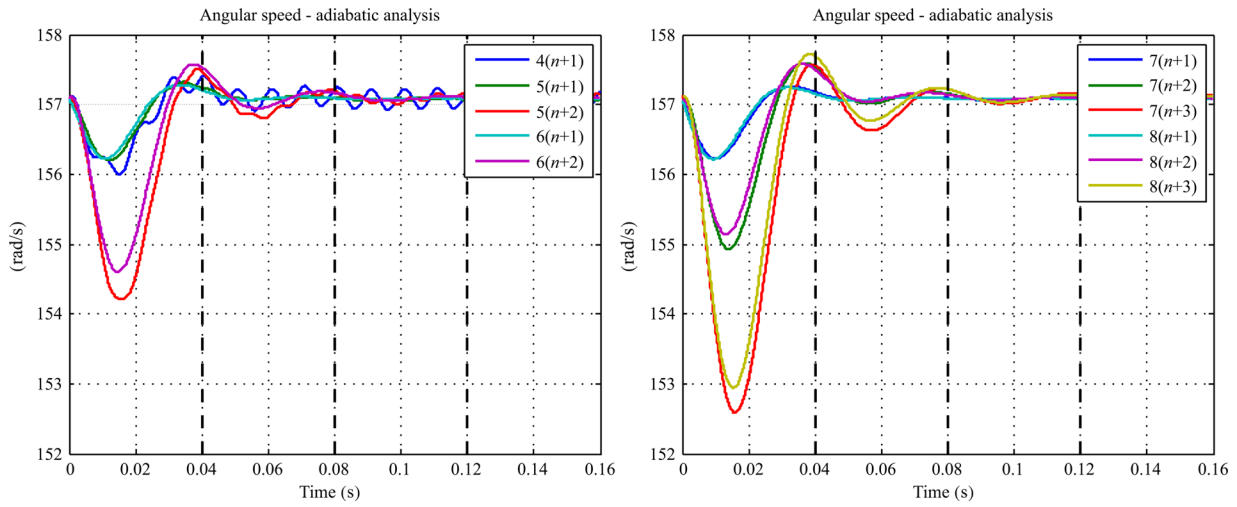 Angular speed - adiabatic analysis
158
157
156
155
154
153
152
(rad/s)
0
0.02
0.04
0.06
0.08
0.1
0.12
0.14
0.16
Time (s)
4(n+1)
5(n+1)
5(n+2)
6(n+1)
6(n+2)
Angular speed - adiabatic analysis
158
157
156
155
154
153
152
(rad/s)
0
0.02
0.04
0.06
0.08
0.1
0.12
0.14
0.16
Time (s)
7(n+1)
7(n+2)
7(n+3)
8(n+1)
8(n+2)
8(n+3)